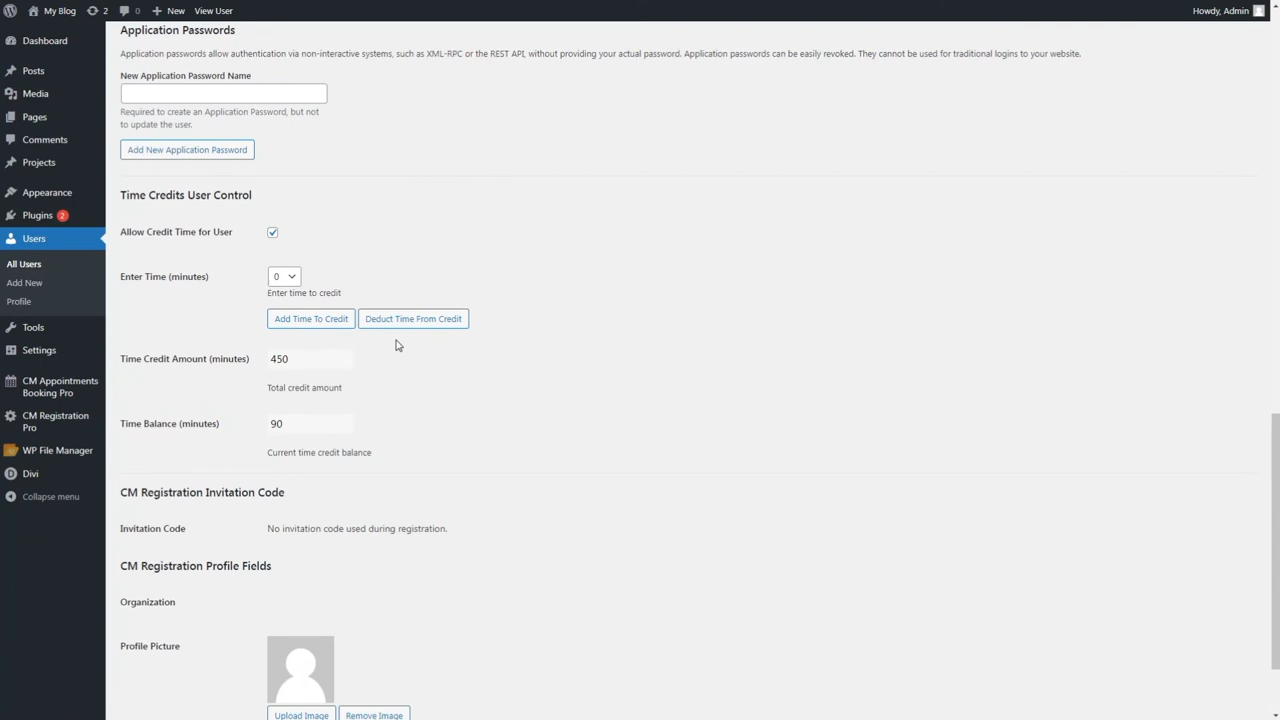 My Blog
2
0
New
View User
Howdy, Admin
Dashboard
Posts
Media
Pages
Comments
Projects
Appearance
Plugins 2
Users
All Users
Add New
Profile
Tools
Settings
CM Appointments
Booking Pro
CM Registration
Pro
WP File Manager
Divi
Collapse menu
Application Passwords
Application passwords allow authentication via non-interactive systems, such as XML-RPC or the REST API, without providing your actual password. Application passwords can be easily revoked. They cannot be used for traditional logins to your website.
New Application Password Name
Required to create an Application Password, but not
to update the user.
Add New Application Password
Time Credits User Control
Allow Credit Time for User
Enter Time (minutes)
0
Enter time to credit
Add Time To Credit
Deduct Time From Credit
Time Credit Amount (minutes)
450
Total credit amount
Time Balance (minutes)
90
Current time credit balance
CM Registration Invitation Code
Invitation Code
No invitation code used during registration.
CM Registration Profile Fields
Organization
Profile Picture
Upload Image
Remove Image